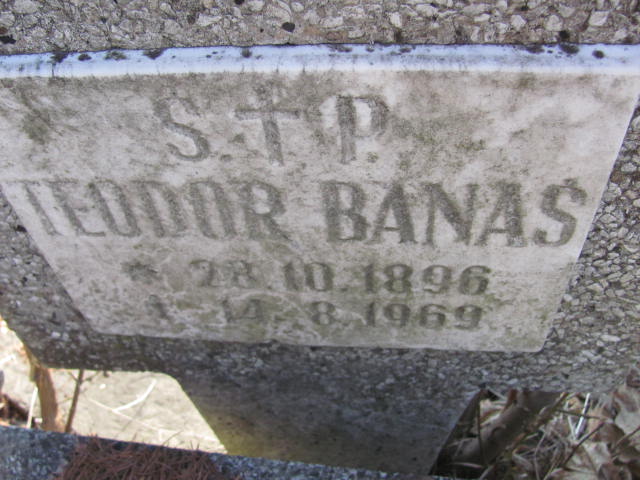 S. † P.
TEODOR BANAŚ
* 28.10.1896
† 14.8.1969